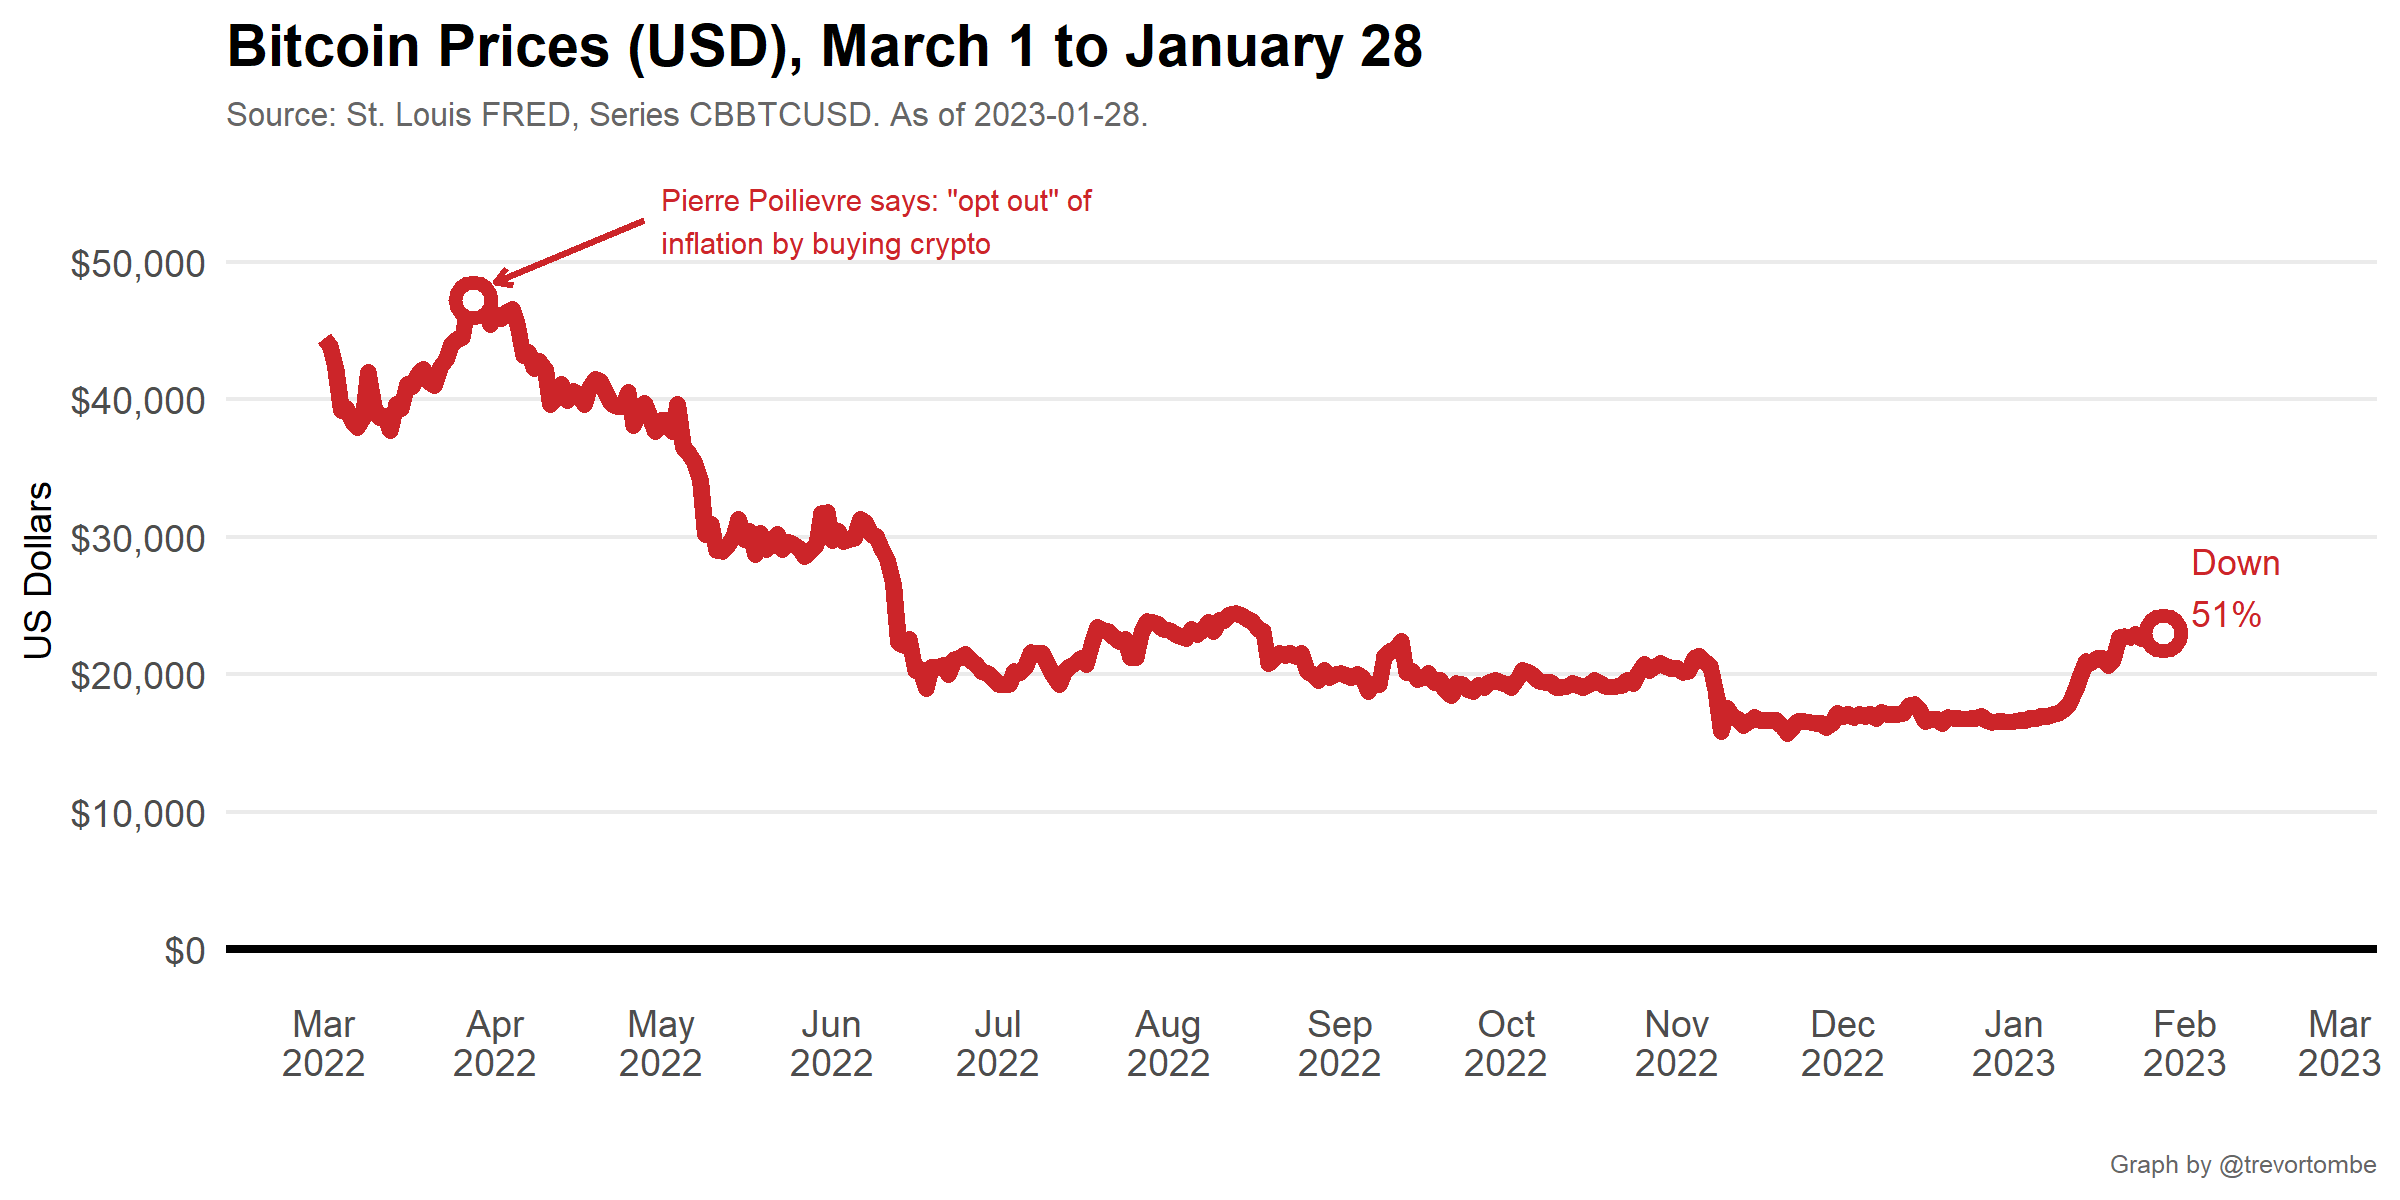 Bitcoin Prices (USD), March 1 to January 28
Source: St. Louis FRED, Series CBBTCUSD. As of 2023-01-28.
Pierre Poilievre says: "opt out" of
inflation by buying crypto
$50,000
$40,000
$30,000
$20,000
$10,000
$0
US Dollars
Down
51%
Mar Apr May Jun Jul Aug Sep Oct Nov Dec Jan Feb Mar
2022 2022 2022 2022 2022 2022 2022 2022 2022 2022 2023 2023 2023
Graph by @trevortombe